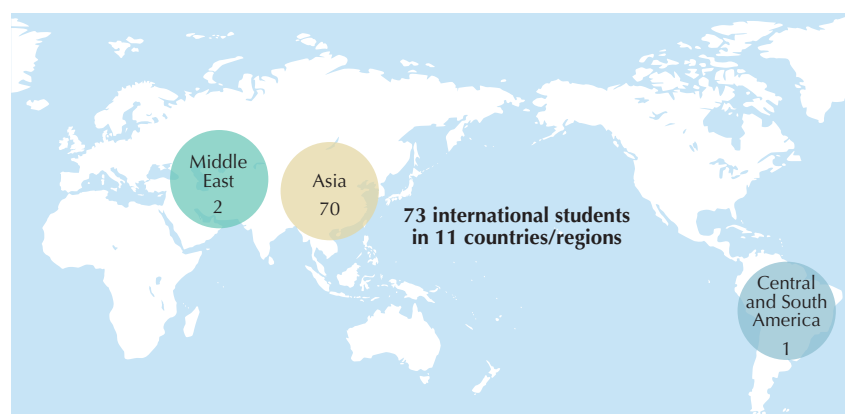 Middle
East
2
Asia
70
73 international students
in 11 countries/regions
Central
and South
America
1